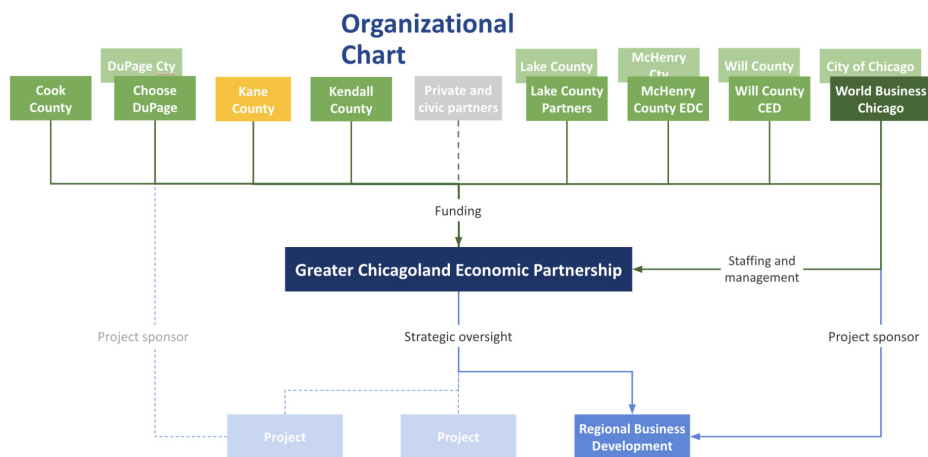 Organizational
Chart
DuPage Cty
Lake County
McHenry
Cty
Will County
City of Chicago
Cook
County
Choose
DuPage
Kane
County
Kendall
County
Private and
civic partners
Lake County
Partners
McHenry
County EDC
Will County
CED
World Business
Chicago
Funding
Greater Chicagoland Economic Partnership
Staffing and
management
Project sponsor
Strategic oversight
Project sponsor
Project
Project
Regional Business
Development